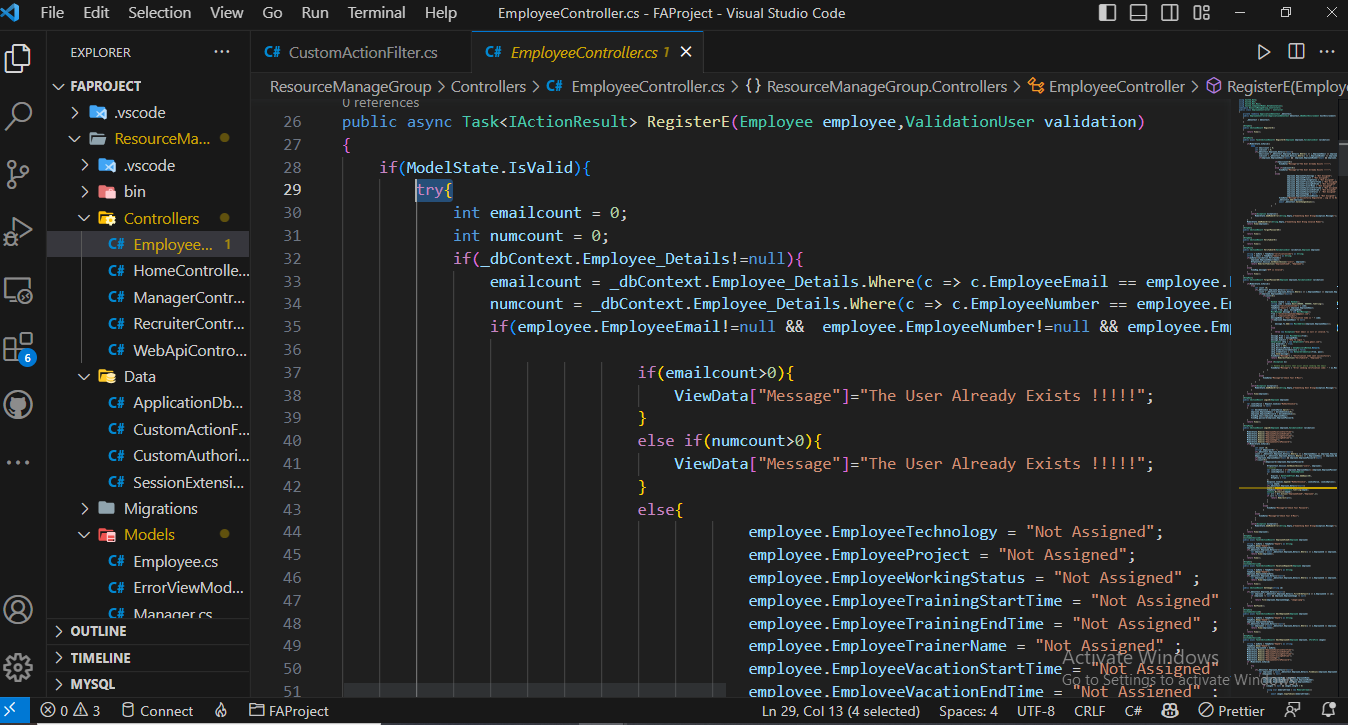 File Edit Selection View Go Run Terminal Help EmployeeController.cs - FAProject - Visual Studio Code
EXPLORER ···
FAPROJECT
.vscode
ResourceMa...
.vscode
bin
Controllers
C# Employee... 1
C# HomeControlle...
C# ManagerContr...
C# RecruiterContr...
C# WebApiContro...
Data
C# ApplicationDb...
C# CustomActionF...
C# CustomAuthori...
C# SessionExtensi...
Migrations
Models
C# Employee.cs
C# ErrorViewMod...
C# Manager.cs
OUTLINE
TIMELINE
MYSQL
6
C# CustomActionFilter.cs C# EmployeeController.cs 1
ResourceManageGroup > Controllers > C# EmployeeController.cs > {} ResourceManageGroup.Controllers > EmployeeController > RegisterE(Employ
0 references
26 public async Task<IActionResult> RegisterE(Employee employee,ValidationUser validation)
27 {
28 if(ModelState.IsValid){
29 try{
30 int emailcount = 0;
31 int numcount = 0;
32 if(_dbContext.Employee_Details!=null){
33 emailcount = _dbContext.Employee_Details.Where(c => c.EmployeeEmail == employee.
34 numcount = _dbContext.Employee_Details.Where(c => c.EmployeeNumber == employee.E
35 if(employee.EmployeeEmail!=null && employee.EmployeeNumber!=null && employee.Emp
36
37 if(emailcount>0){
38 ViewData["Message"]="The User Already Exists !!!!!";
39 }
40 else if(numcount>0){
41 ViewData["Message"]="The User Already Exists !!!!!";
42 }
43 else{
44 employee.EmployeeTechnology = "Not Assigned";
45 employee.EmployeeProject = "Not Assigned";
46 employee.EmployeeWorkingStatus = "Not Assigned" ;
47 employee.EmployeeTrainingStartTime = "Not Assigned"
48 employee.EmployeeTrainingEndTime = "Not Assigned" ;
49 employee.EmployeeTrainerName = "Not Assigned" ;
50 employee.EmployeeVacationStartTime = "Not Assigned"
51 employee.EmployeeVacationEndTime = "Not Assigned" ;
Activate Windows
Go to Settings to activate Windows.
0 3 Connect FAProject Ln 29, Col 13 (4 selected) Spaces: 4 UTF-8 CRLF C# Prettier